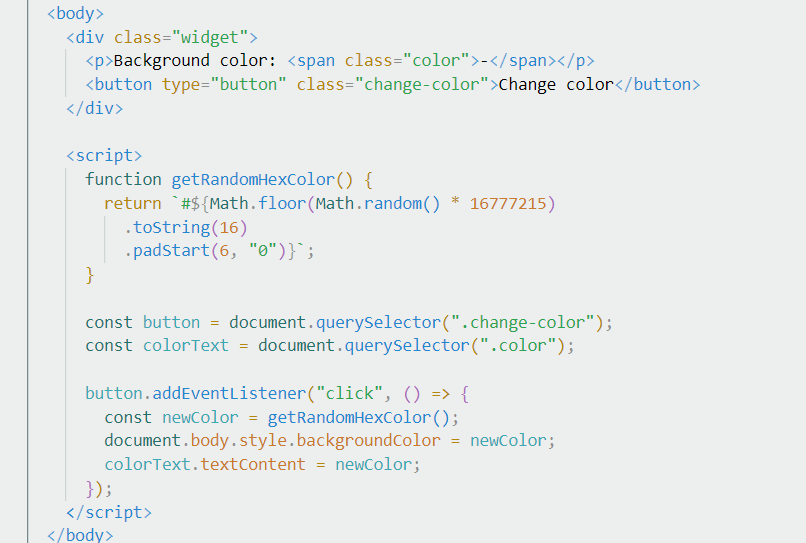 <body>
<div class="widget">
<p>Background color: <span class="color">-</span></p>
<button type="button" class="change-color">Change color</button>
</div>
<script>
function getRandomHexColor() {
return `#${Math.floor(Math.random() * 16777215)
.toString(16)
.padStart(6, "0")}`;
}
const button = document.querySelector(".change-color");
const colorText = document.querySelector(".color");
button.addEventListener("click", () => {
const newColor = getRandomHexColor();
document.body.style.backgroundColor = newColor;
colorText.textContent = newColor;
});
</script>
</body>